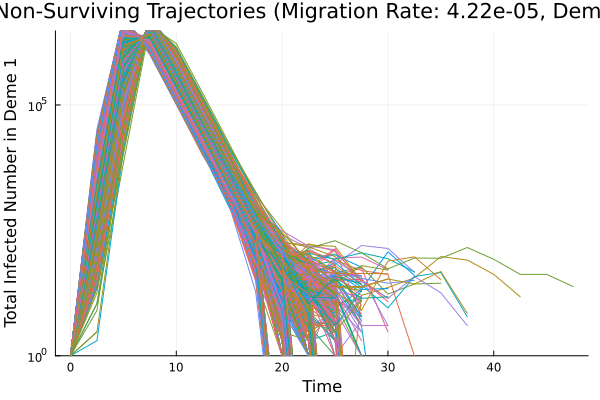 Non-Surviving Trajectories (Migration Rate: 4.22e-05, Dem
Total Infected Number in Deme 1
10^5
10^0
0 10 20 30 40
Time